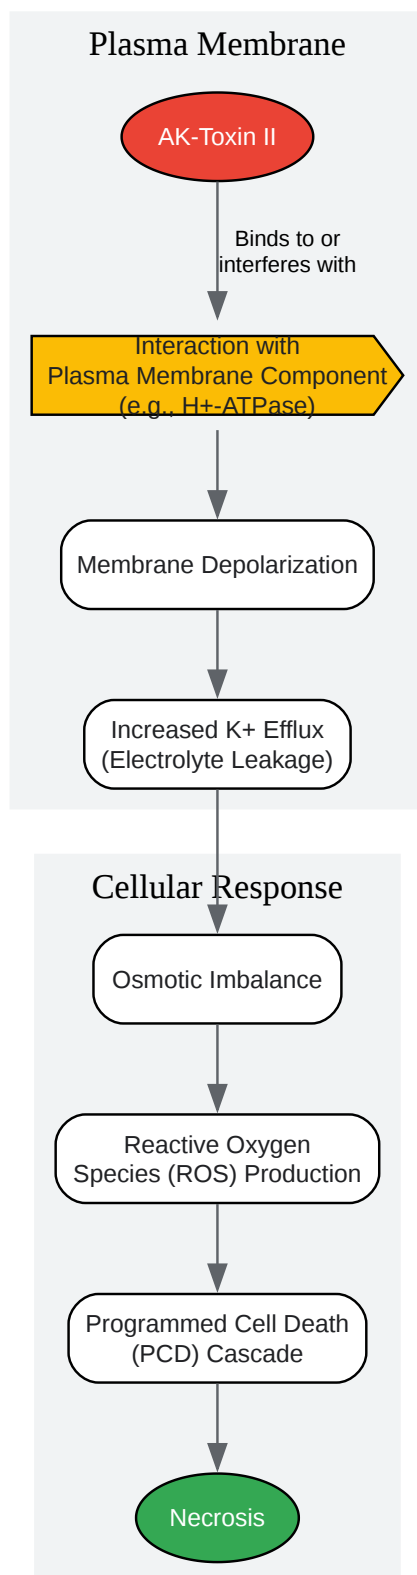 Plasma Membrane
AK-Toxin II
Binds to or
interferes with
Interaction with
Plasma Membrane Component
(e.g., H+-ATPase)
Membrane Depolarization
Increased K+ Efflux
(Electrolyte Leakage)
Cellular Response
Osmotic Imbalance
Reactive Oxygen
Species (ROS) Production
Programmed Cell Death
(PCD) Cascade
Necrosis